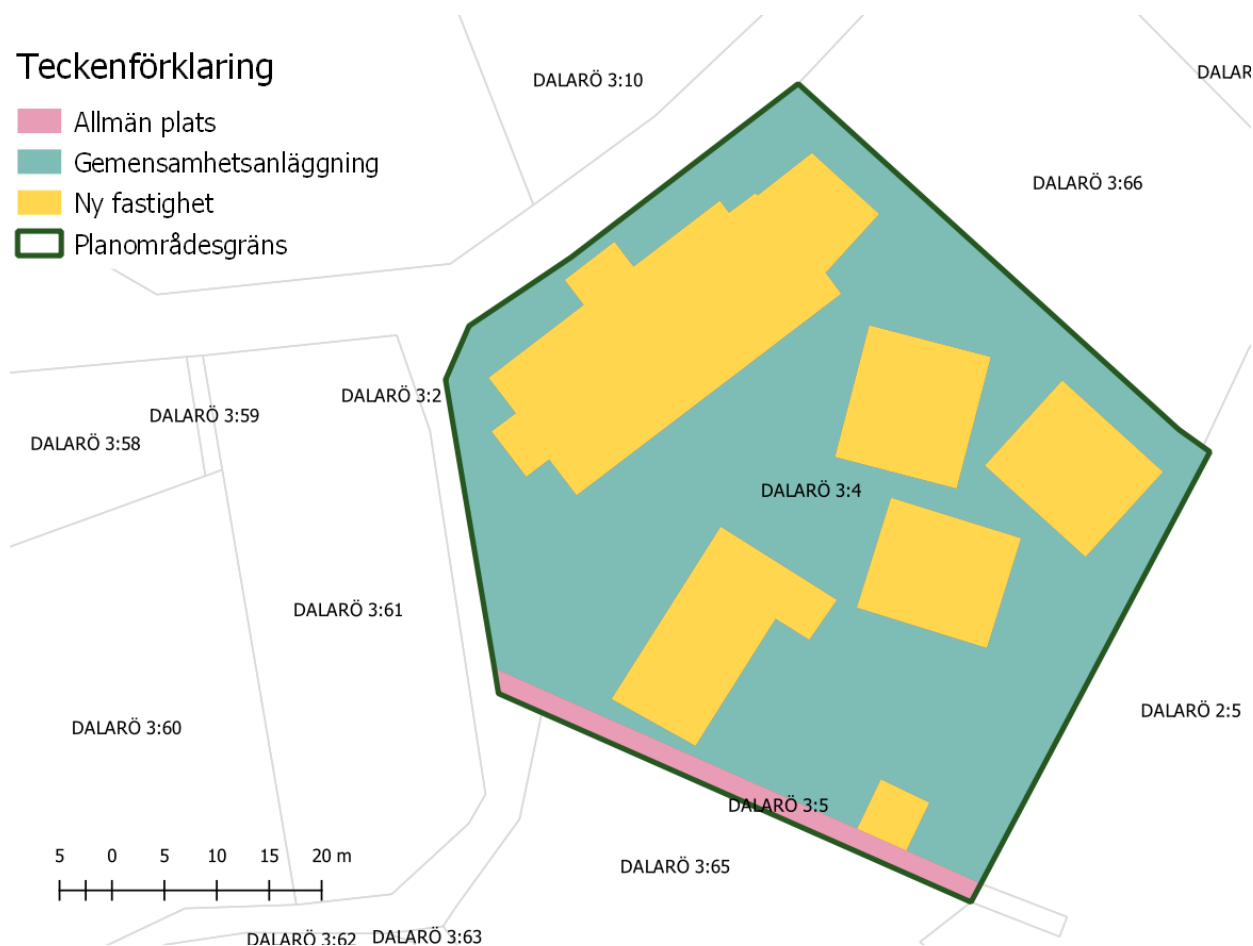 Teckenförklaring
Allmän plats
Gemensamhetsanläggning
Ny fastighet
Planområdesgräns
DALARÖ 3:10
DALAR
DALARÖ 3:66
DALARÖ 3:2
DALARÖ 3:59
DALARÖ 3:58
DALARÖ 3:4
DALARÖ 3:61
DALARÖ 2:5
DALARÖ 3:60
DALARÖ 3:5
DALARÖ 3:65
5 0 5 10 15 20 m
DALARÖ 3:62
DALARÖ 3:63